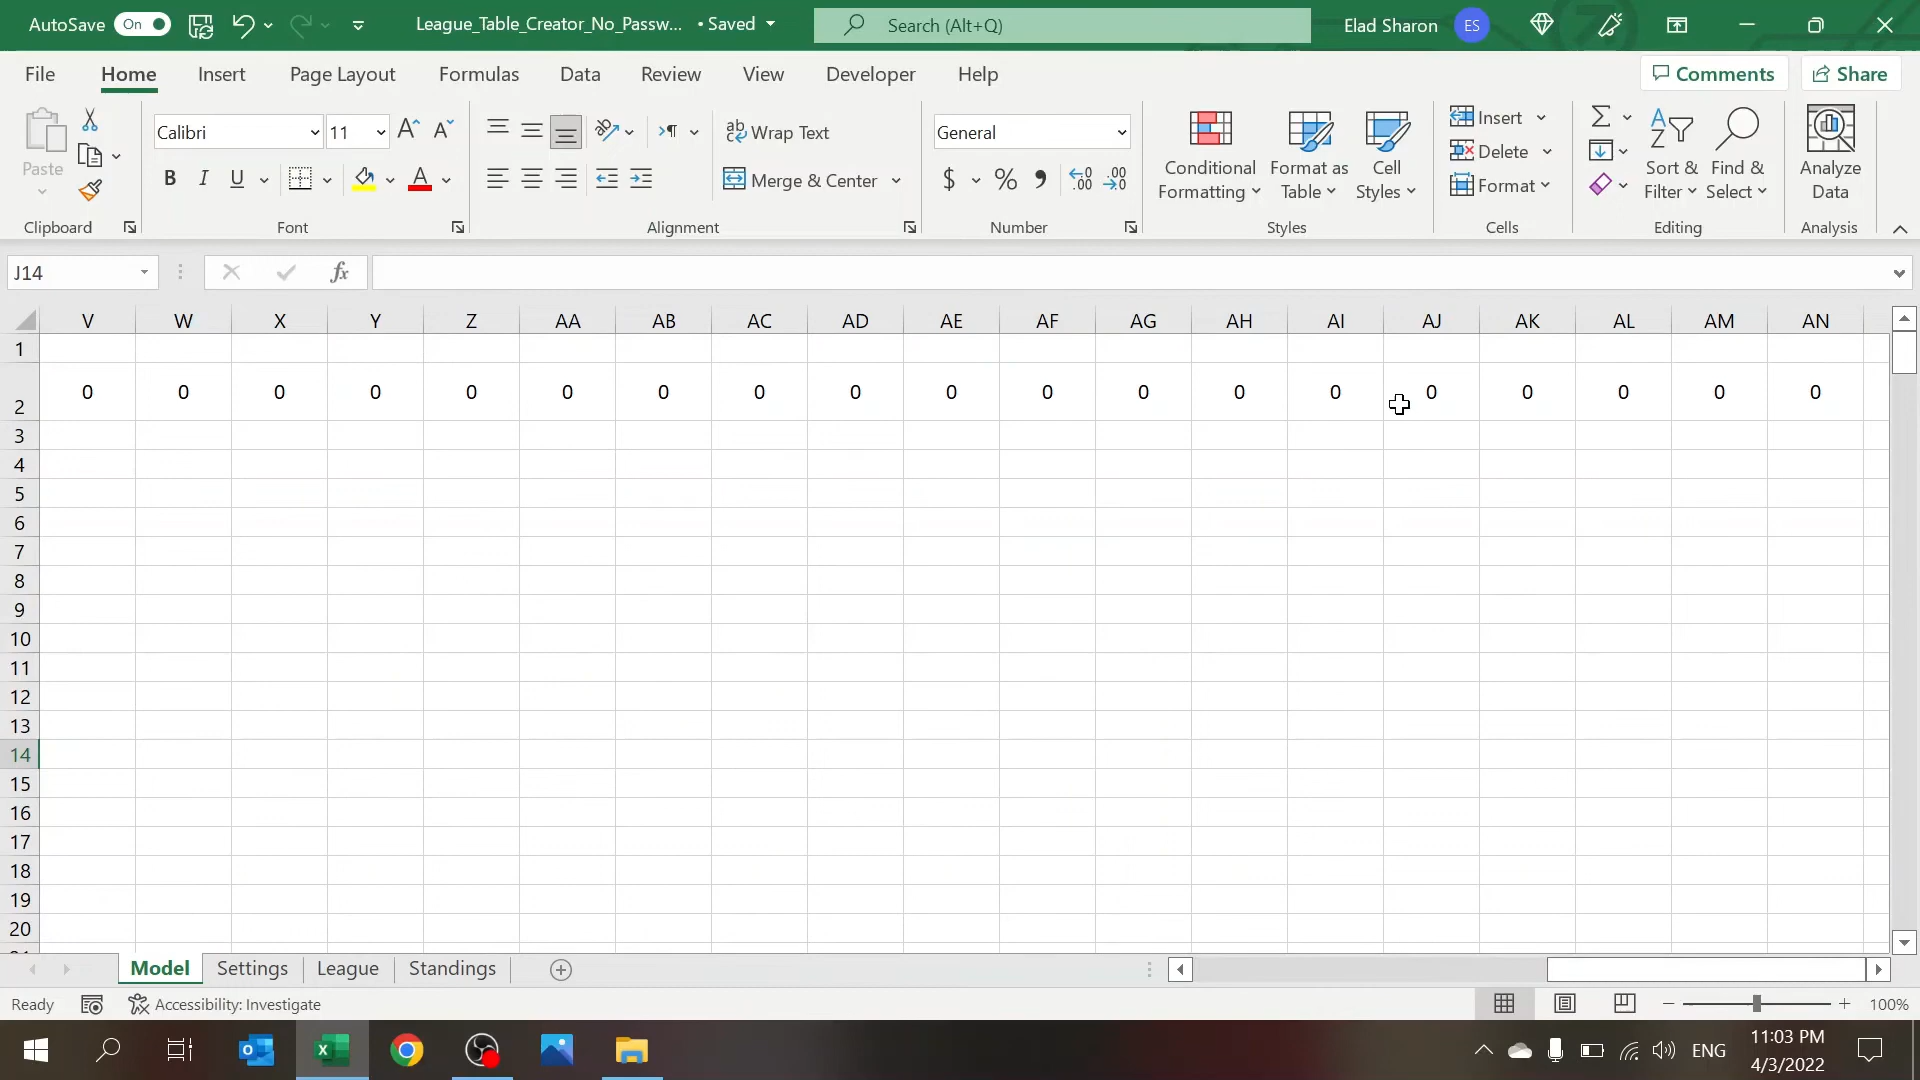 AutoSave On League_Table_Creator_No_Passw... • Saved Search (Alt+Q) Elad Sharon ES
File Home Insert Page Layout Formulas Data Review View Developer Help Comments Share
Paste
Clipboard
Calibri 11
B I U A
Font
ab Wrap Text
Merge & Center
Alignment
General
$ % .00
Number
Conditional Formatting
Format as Table
Cell Styles
Styles
Insert
Delete
Format
Cells
Sort & Filter
Find & Select
Editing
Analyze Data
Analysis
J14 fx
V W X Y Z AA AB AC AD AE AF AG AH AI AJ AK AL AM AN
1
2 0 0 0 0 0 0 0 0 0 0 0 0 0 0 0 0 0 0 0
3
4
5
6
7
8
9
10
11
12
13
14
15
16
17
18
19
20
Model Settings League Standings
Ready Accessibility: Investigate 100%
ENG 11:03 PM
4/3/2022